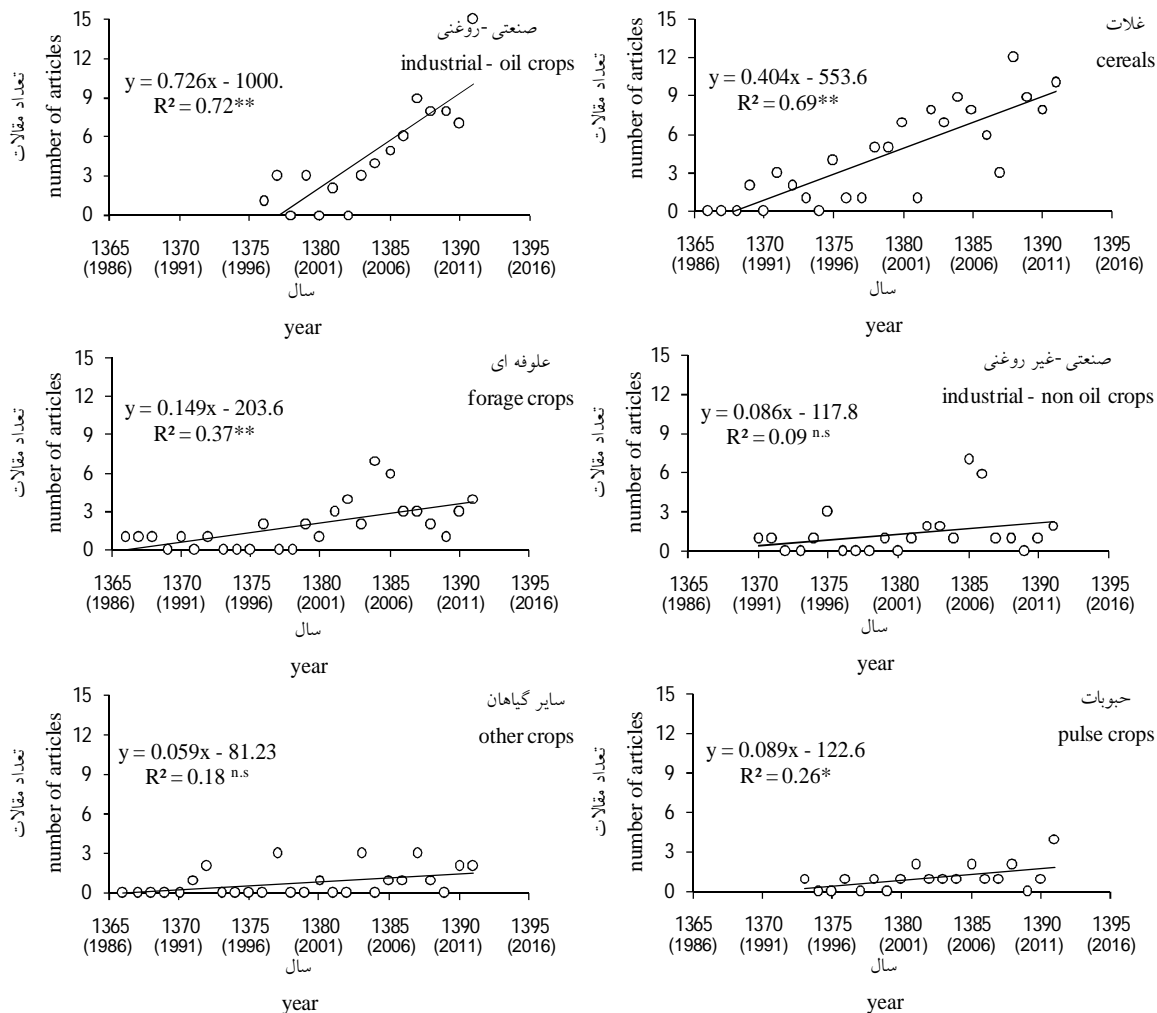 صنعتی-روغنی
industrial - oil crops
y = 0.726x - 1000.
R² = 0.72**
تعداد مقالات
number of articles
15
12
9
6
3
0
1365 1370 1375 1380 1385 1390 1395
(1986) (1991) (1996) (2001) (2006) (2011) (2016)
سال
year
غلات
cereals
y = 0.404x - 553.6
R² = 0.69**
تعداد مقالات
number of articles
15
12
9
6
3
0
1365 1370 1375 1380 1385 1390 1395
(1986) (1991) (1996) (2001) (2006) (2011) (2016)
سال
year
علوفه ای
forage crops
y = 0.149x - 203.6
R² = 0.37**
تعداد مقالات
number of articles
15
12
9
6
3
0
1365 1370 1375 1380 1385 1390 1395
(1986) (1991) (1996) (2001) (2006) (2011) (2016)
سال
year
صنعتی-غیر روغنی
industrial - non oil crops
y = 0.086x - 117.8
R² = 0.09 n.s
تعداد مقالات
number of articles
15
12
9
6
3
0
1365 1370 1375 1380 1385 1390 1395
(1986) (1991) (1996) (2001) (2006) (2011) (2016)
سال
year
سایر گیاهان
other crops
y = 0.059x - 81.23
R² = 0.18 n.s
تعداد مقالات
number of articles
15
12
9
6
3
0
1365 1370 1375 1380 1385 1390 1395
(1986) (1991) (1996) (2001) (2006) (2011) (2016)
سال
year
حبوبات
pulse crops
y = 0.089x - 122.6
R² = 0.26*
تعداد مقالات
number of articles
15
12
9
6
3
0
1365 1370 1375 1380 1385 1390 1395
(1986) (1991) (1996) (2001) (2006) (2011) (2016)
سال
year